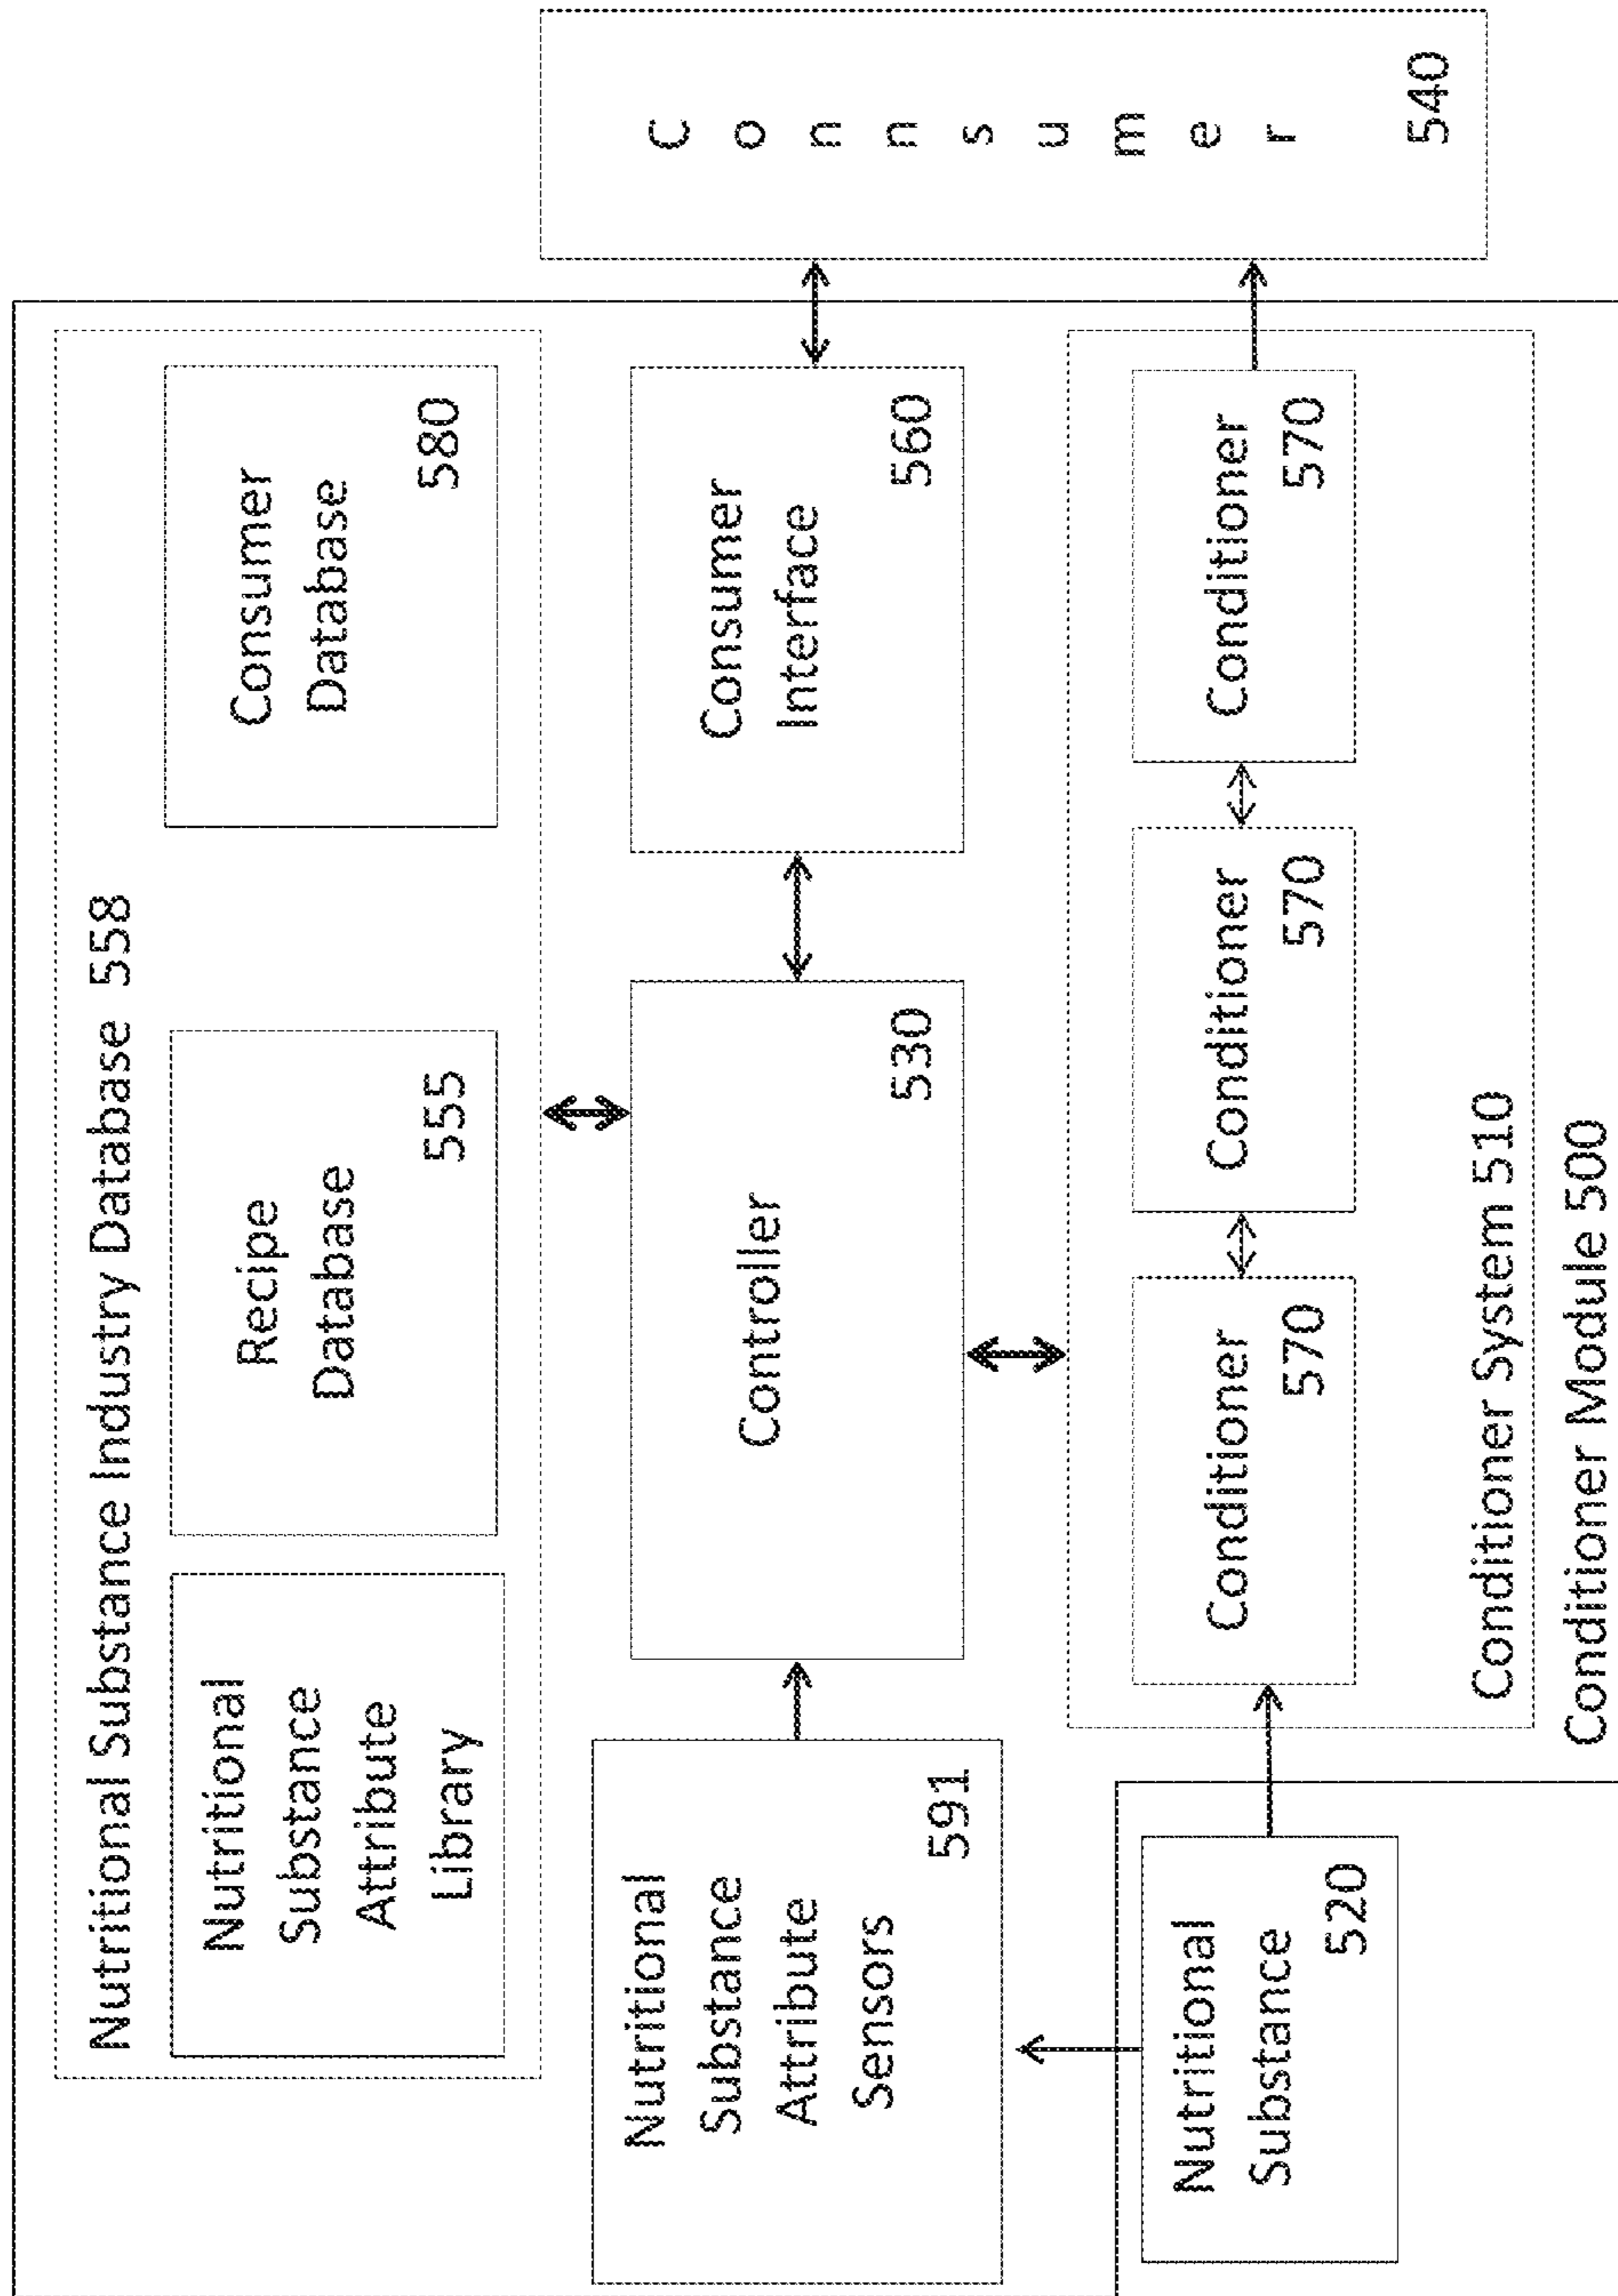 Nutritional Substance Industry Database 558
Nutritional
Substance
Attribute
Library
Recipe
Database
555
Consumer
Database
580
Nutritional
Substance
Attribute
Sensors
591
Controller
530
Consumer
Interface
560
C o n n s u m e r
540
Nutritional
Substance
520
Conditioner
570
Conditioner
570
Conditioner
570
Conditioner System 510
Conditioner Module 500